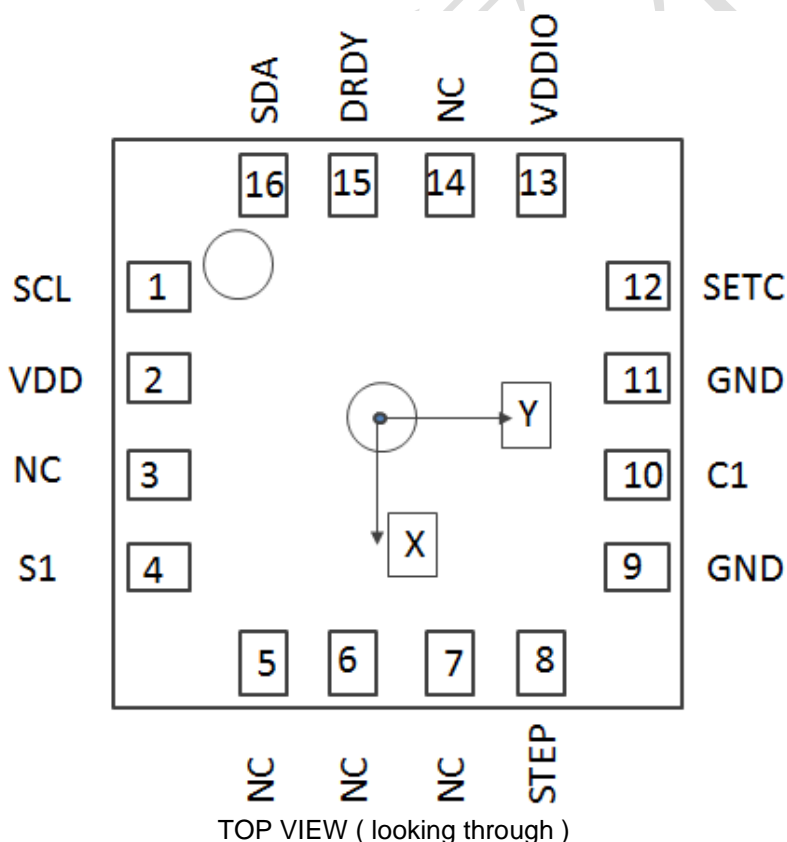 SDA
DRDY
NC
VDDIO
16 15 14 13
SCL 1 12 SETC
VDD 2 11 GND
Y
NC 3 10 C1
X
S1 4 9 GND
5 6 7 8
NC
NC
NC
STEP
TOP VIEW ( looking through )